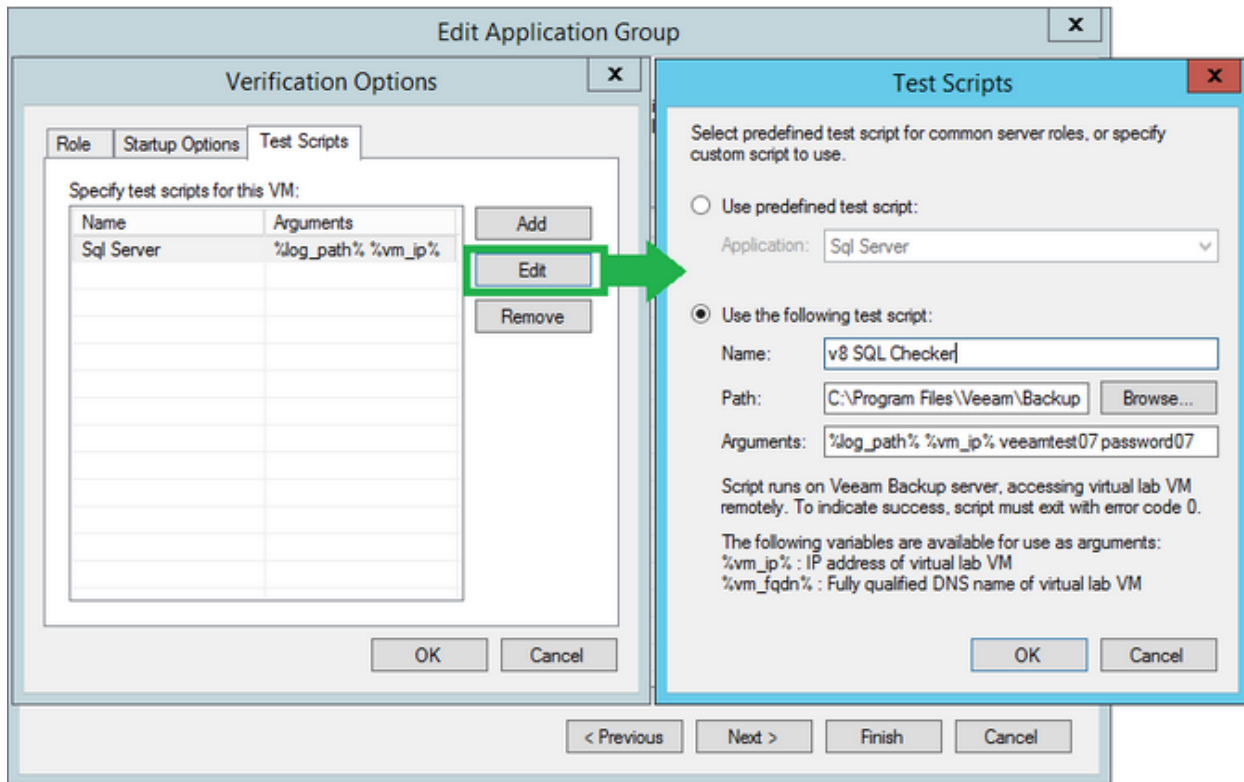 Edit Application Group
x
Verification Options
x
Role
Startup Options
Test Scripts
Specify test scripts for this VM:
Name
Arguments
Sql Server
%log_path% %vm_ip%
Add
Edit
Remove
OK
Cancel
Test Scripts
x
Select predefined test script for common server roles, or specify
custom script to use.
Use predefined test script:
Application:
Sql Server
Use the following test script:
Name:
v8 SQL Checker
Path:
C:\Program Files\Veeam\Backup
Browse...
Arguments:
%log_path% %vm_ip% veeamtest07 password07
Script runs on Veeam Backup server, accessing virtual lab VM
remotely. To indicate success, script must exit with error code 0.
The following variables are available for use as arguments:
%vm_ip% : IP address of virtual lab VM
%vm_fqdn% : Fully qualified DNS name of virtual lab VM
OK
Cancel
< Previous
Next >
Finish
Cancel